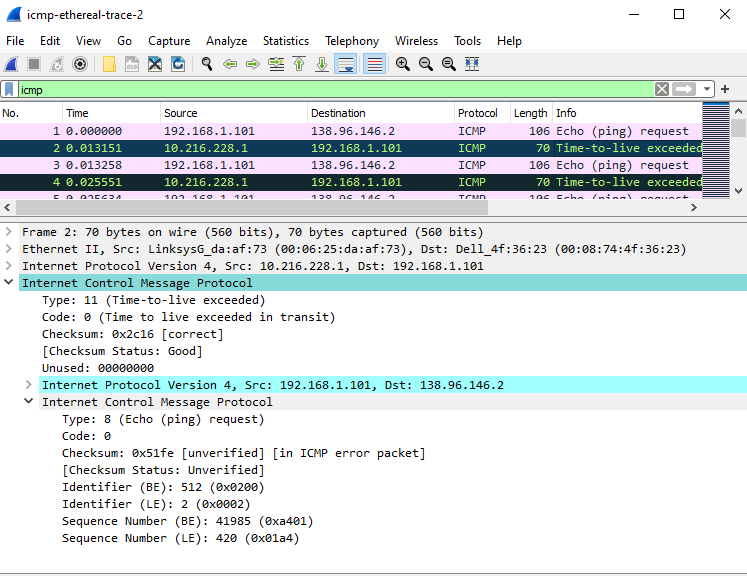 icmp-ethereal-trace-2
File Edit View Go Capture Analyze Statistics Telephony Wireless Tools Help
icmp
No. Time Source Destination Protocol Length Info
1 0.000000 192.168.1.101 138.96.146.2 ICMP 106 Echo (ping) request
2 0.013151 10.216.228.1 192.168.1.101 ICMP 70 Time-to-live exceeded
3 0.013258 192.168.1.101 138.96.146.2 ICMP 106 Echo (ping) request
4 0.025551 10.216.228.1 192.168.1.101 ICMP 70 Time-to-live exceeded
5 0.025634 192.168.1.101 138.96.146.2 ICMP 106 Echo (ping) request
Frame 2: 70 bytes on wire (560 bits), 70 bytes captured (560 bits)
Ethernet II, Src: LinksysG_da:af:73 (00:06:25:da:af:73), Dst: Dell_4f:36:23 (00:08:74:4f:36:23)
Internet Protocol Version 4, Src: 10.216.228.1, Dst: 192.168.1.101
Internet Control Message Protocol
Type: 11 (Time-to-live exceeded)
Code: 0 (Time to live exceeded in transit)
Checksum: 0x2c16 [correct]
[Checksum Status: Good]
Unused: 00000000
Internet Protocol Version 4, Src: 192.168.1.101, Dst: 138.96.146.2
Internet Control Message Protocol
Type: 8 (Echo (ping) request)
Code: 0
Checksum: 0x51fe [unverified] [in ICMP error packet]
[Checksum Status: Unverified]
Identifier (BE): 512 (0x0200)
Identifier (LE): 2 (0x0002)
Sequence Number (BE): 41985 (0xa401)
Sequence Number (LE): 420 (0x01a4)